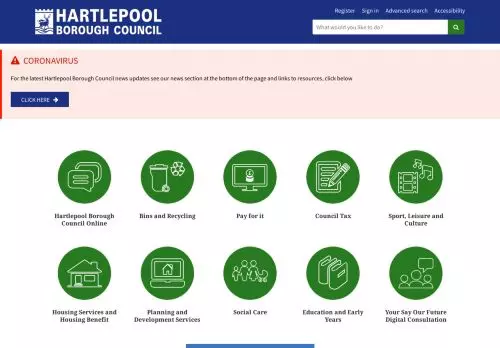 HARTLEPOOL
BOROUGH COUNCIL
Register Sign in Advanced search Accessibility
What would you like to do?
CORONAVIRUS
For the latest Hartlepool Borough Council news updates see our news section at the bottom of the page and links to resources, click below
CLICK HERE
Hartlepool Borough
Council Online
Bins and Recycling
Pay for it
Council Tax
Sport, Leisure and
Culture
Housing Services and
Housing Benefit
Planning and
Development Services
Social Care
Education and Early
Years
Your Say Our Future
Digital Consultation